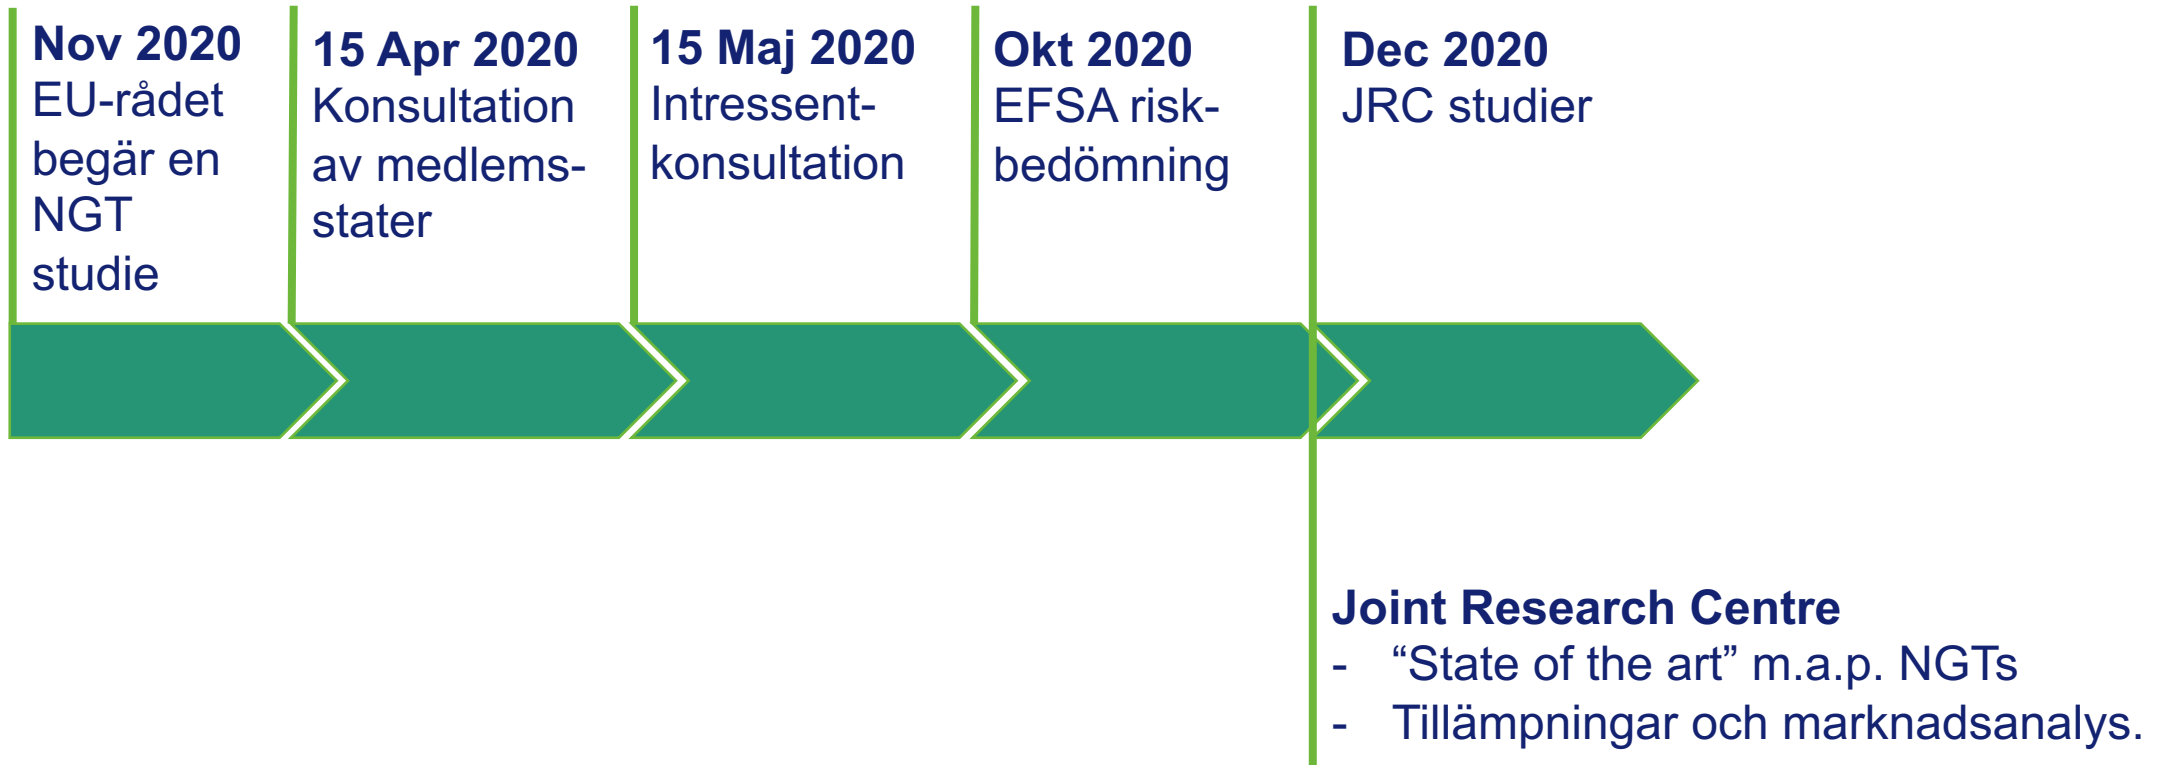 Nov 2020
EU-rådet
begär en
NGT
studie
15 Apr 2020
Konsultation
av medlems-
stater
15 Maj 2020
Intressent-
konsultation
Okt 2020
EFSA risk-
bedömning
Dec 2020
JRC studier
Joint Research Centre
- “State of the art” m.a.p. NGTs
- Tillämpningar och marknadsanalys.